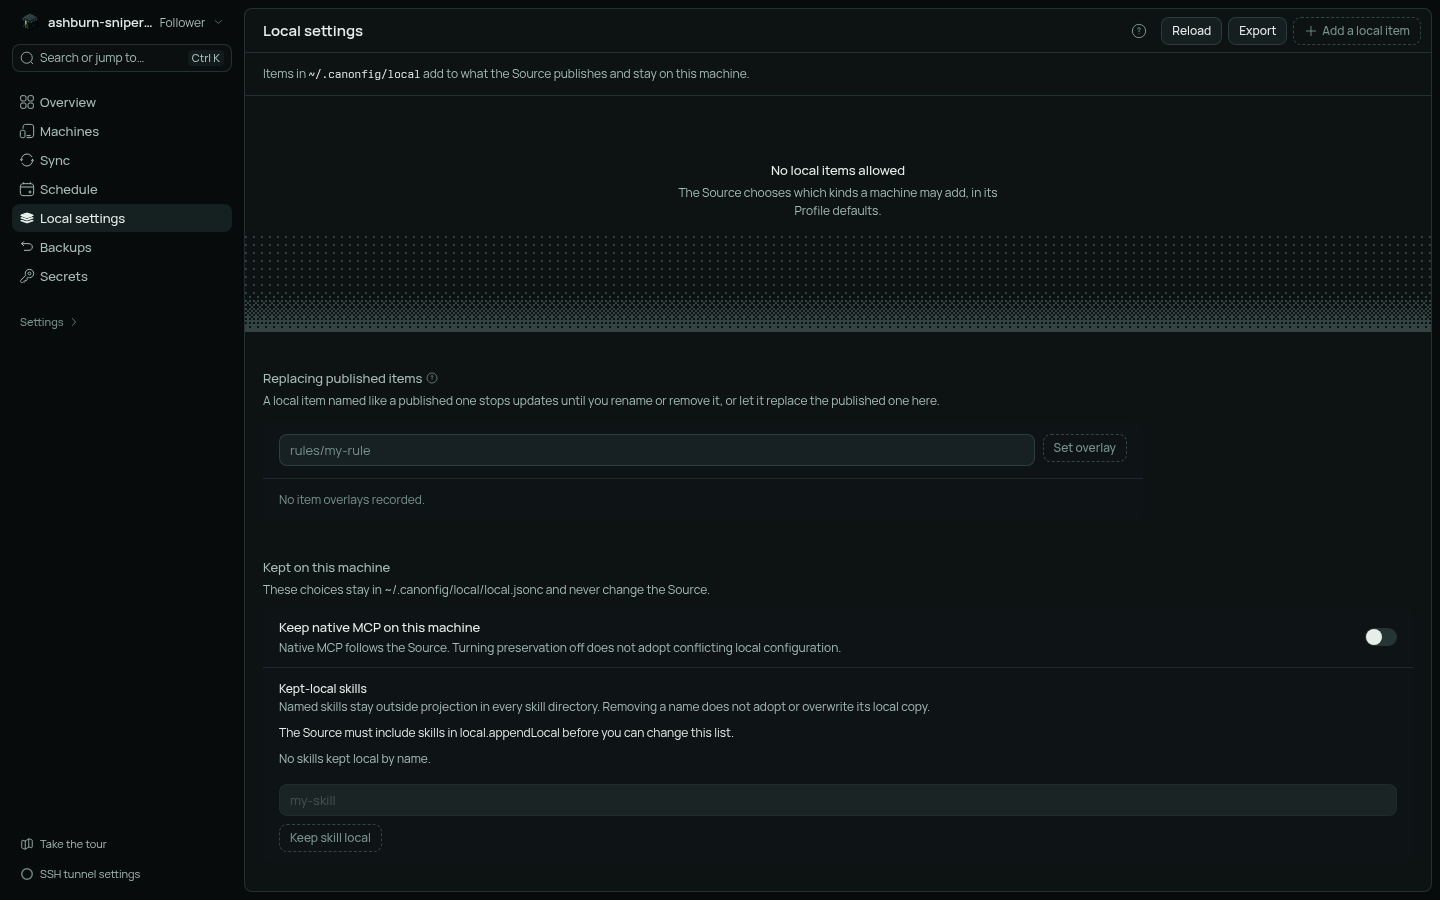 ashburn-sniper... Follower
Search or jump to... Ctrl K
Overview
Machines
Sync
Schedule
Local settings
Backups
Secrets
Settings
Take the tour
SSH tunnel settings
Local settings
Reload
Export
Add a local item
Items in ~/.canonfig/local add to what the Source publishes and stay on this machine.
No local items allowed
The Source chooses which kinds a machine may add, in its
Profile defaults.
Replacing published items
A local item named like a published one stops updates until you rename or remove it, or let it replace the published one here.
rules/my-rule
Set overlay
No item overlays recorded.
Kept on this machine
These choices stay in ~/.canonfig/local/local.jsonc and never change the Source.
Keep native MCP on this machine
Native MCP follows the Source. Turning preservation off does not adopt conflicting local configuration.
Kept-local skills
Named skills stay outside projection in every skill directory. Removing a name does not adopt or overwrite its local copy.
The Source must include skills in local.appendLocal before you can change this list.
No skills kept local by name.
my-skill
Keep skill local